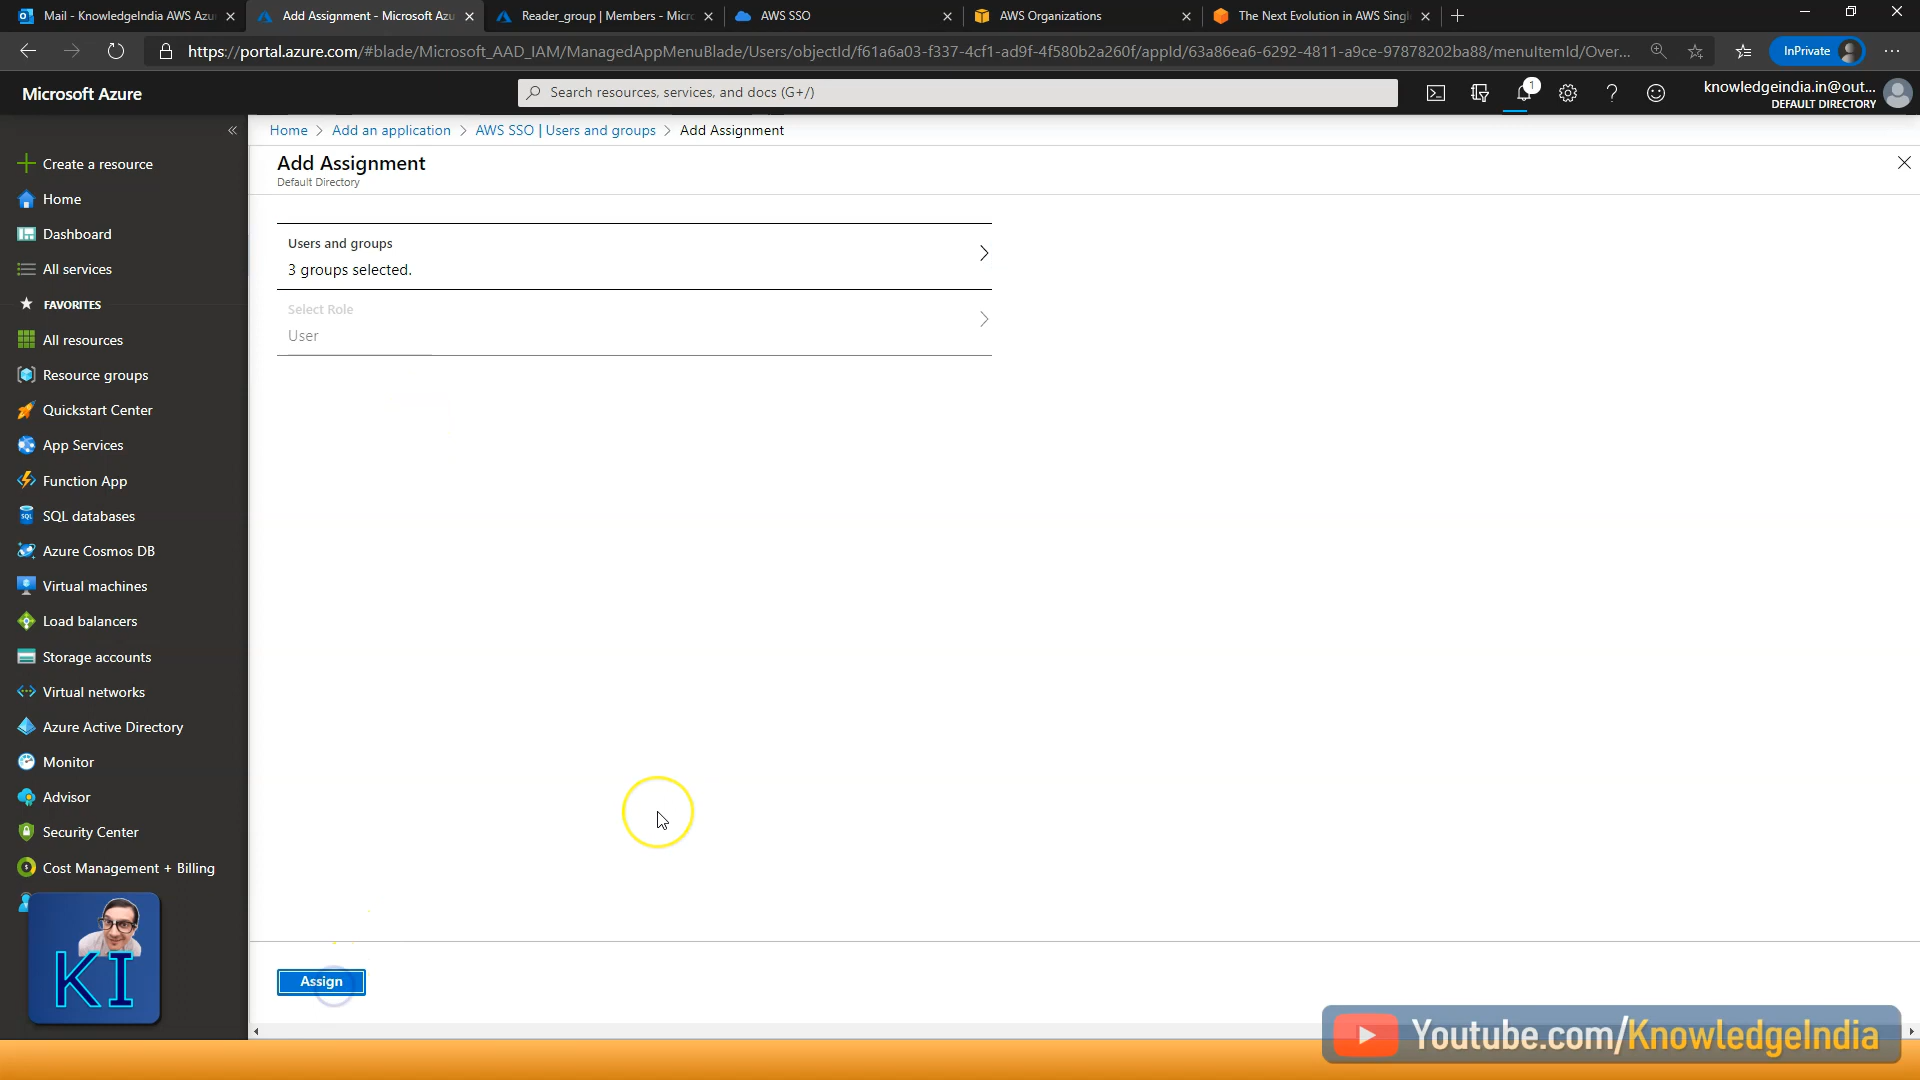 Mail - KnowledgeIndia AWS Azu
Add Assignment - Microsoft Azu
Reader_group | Members - Micr
AWS SSO
AWS Organizations
The Next Evolution in AWS Singl
https://portal.azure.com/#blade/Microsoft_AAD_IAM/ManagedAppMenuBlade/Users/objectId/f61a6a03-f337-4cf1-ad9f-4f580b2a260f/appId/63a86ea6-6292-4811-a9ce-97878202ba88/menuItemId/Over...
InPrivate
Microsoft Azure
Search resources, services, and docs (G+/)
1
knowledgeindia.in@out...
DEFAULT DIRECTORY
Home > Add an application > AWS SSO | Users and groups > Add Assignment
Add Assignment
Default Directory
Users and groups
3 groups selected.
Select Role
User
Assign
Create a resource
Home
Dashboard
All services
FAVORITES
All resources
Resource groups
Quickstart Center
App Services
Function App
SQL databases
Azure Cosmos DB
Virtual machines
Load balancers
Storage accounts
Virtual networks
Azure Active Directory
Monitor
Advisor
Security Center
Cost Management + Billing
KI
Youtube.com/KnowledgeIndia